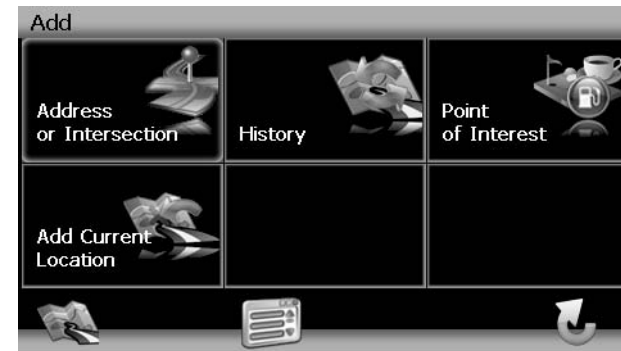 Add
Address
or Intersection
History
Point
of Interest
Add Current
Location